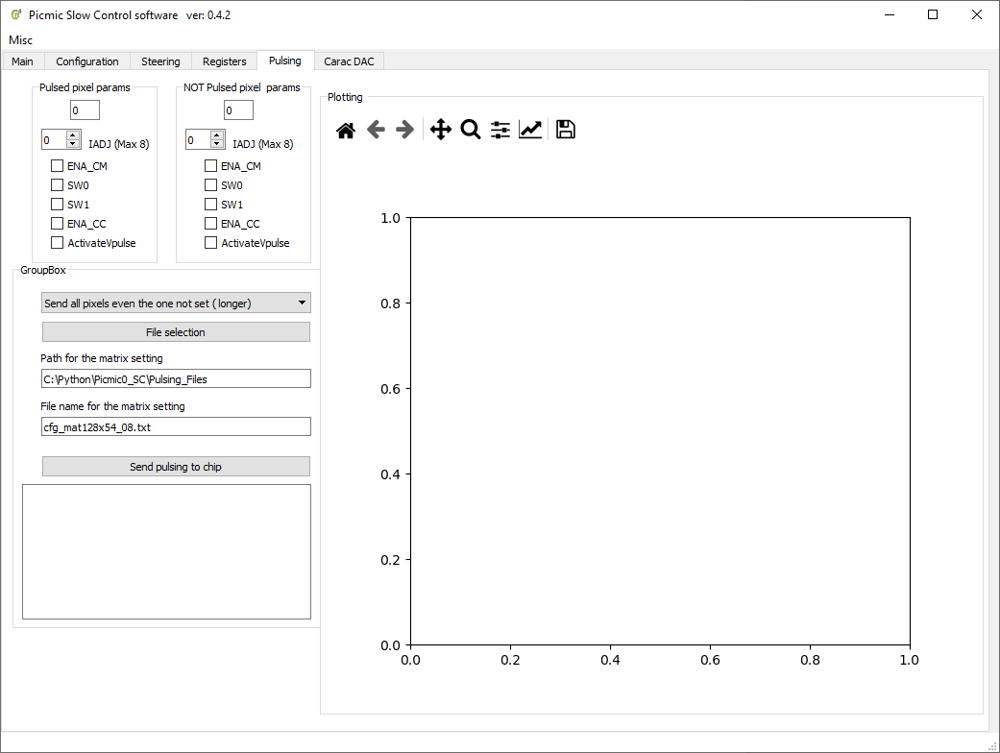 Picmic Slow Control software ver: 0.4.2
Misc
Main Configuration Steering Registers Pulsing Carac DAC
Pulsed pixel params
0
0 IADJ (Max 8)
ENA_CM
SW0
SW1
ENA_CC
ActivateVpulse
NOT Pulsed pixel params
0
0 IADJ (Max 8)
ENA_CM
SW0
SW1
ENA_CC
ActivateVpulse
GroupBox
Send all pixels even the one not set ( longer)
File selection
Path for the matrix setting
C:\Python\Picmic0_SC\Pulsing_Files
File name for the matrix setting
cfg_mat128x54_08.txt
Send pulsing to chip
Plotting
1.0
0.8
0.6
0.4
0.2
0.0
0.0 0.2 0.4 0.6 0.8 1.0